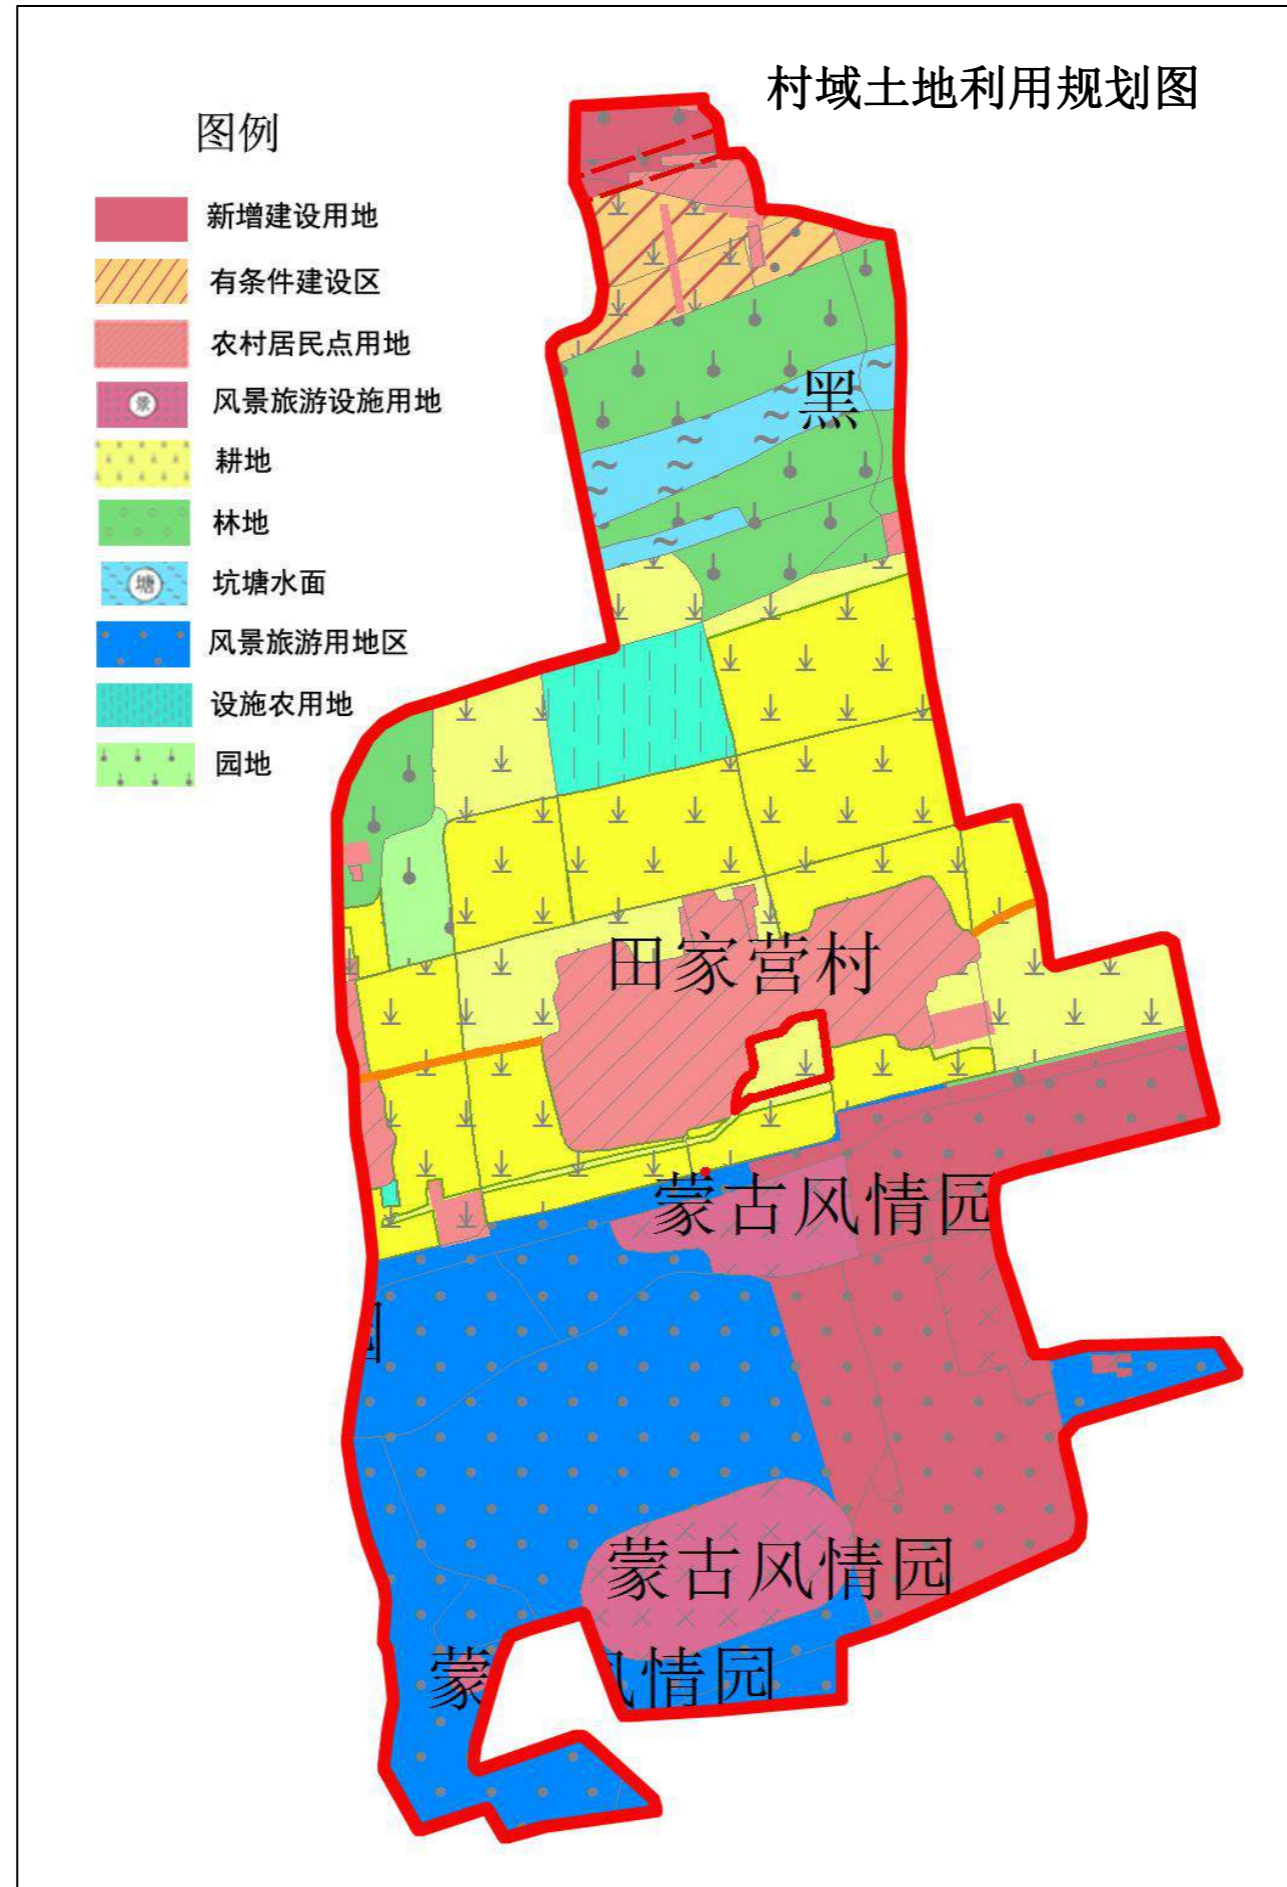 村域土地利用规划图
图例
新增建设用地
有条件建设区
农村居民点用地
景
风景旅游设施用地
耕地
林地
塘
坑塘水面
风景旅游用地区
设施农用地
园地
黑
田家营村
蒙古风情园
蒙古风情园
蒙 风情园